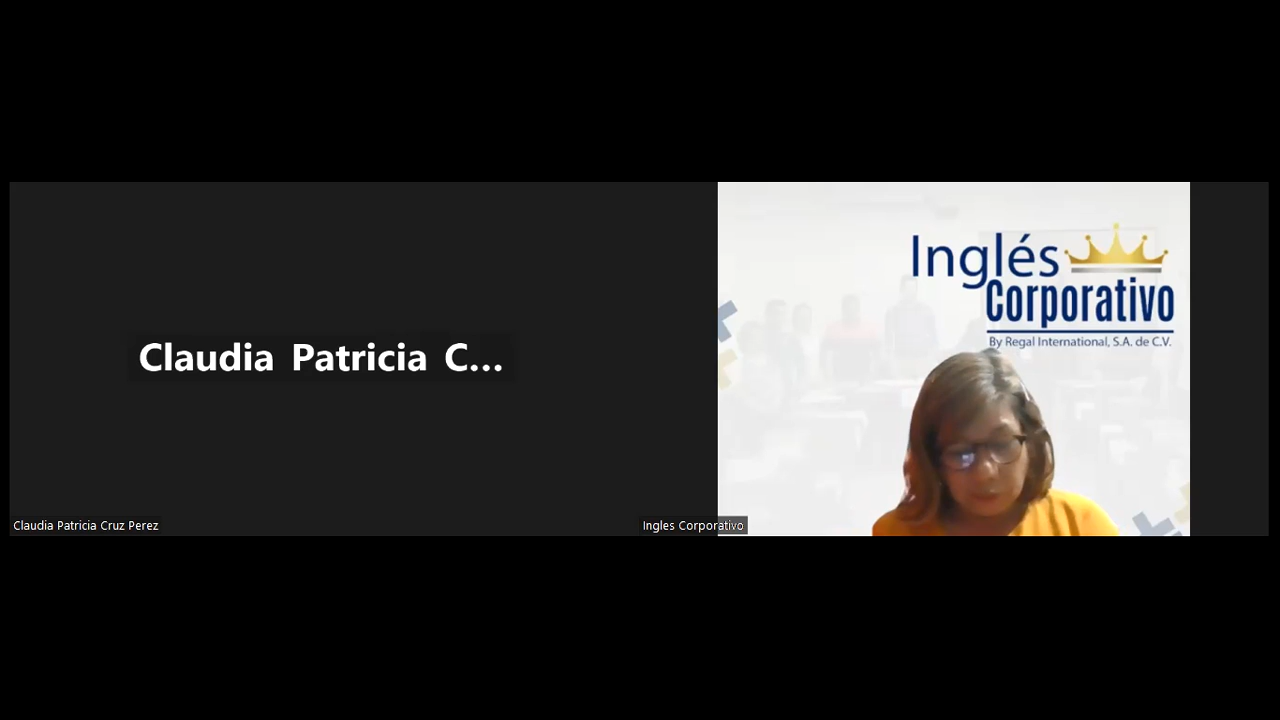 Claudia Patricia C...
Claudia Patricia Cruz Perez
Inglés
Corporativo
By Regal International, S.A. de C.V.
Ingles Corporativo